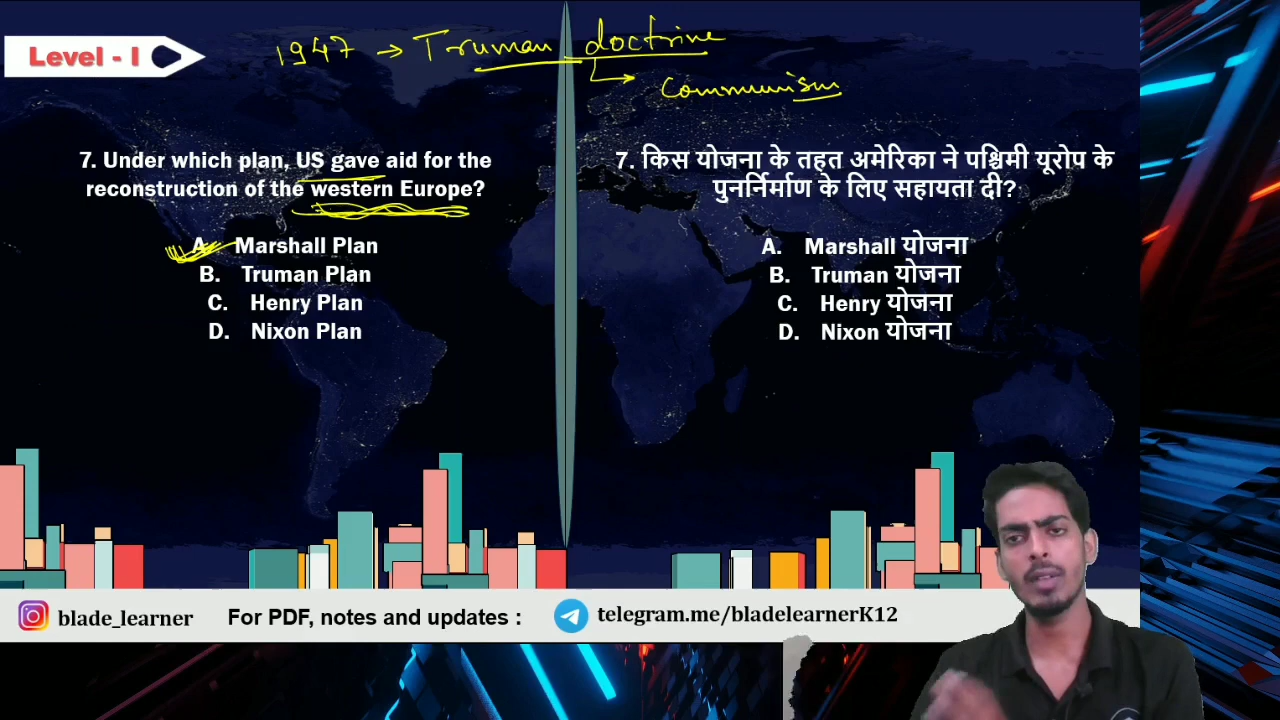 Level - I
1947 → Truman doctrine
Communism
7. Under which plan, US gave aid for the
reconstruction of the western Europe?
A. Marshall Plan
B. Truman Plan
C. Henry Plan
D. Nixon Plan
7. किस योजना के तहत अमेरिका ने पश्चिमी यूरोप के
पुनर्निर्माण के लिए सहायता दी?
A. Marshall योजना
B. Truman योजना
C. Henry योजना
D. Nixon योजना
blade_learner
For PDF, notes and updates :
telegram.me/bladelearnerK12